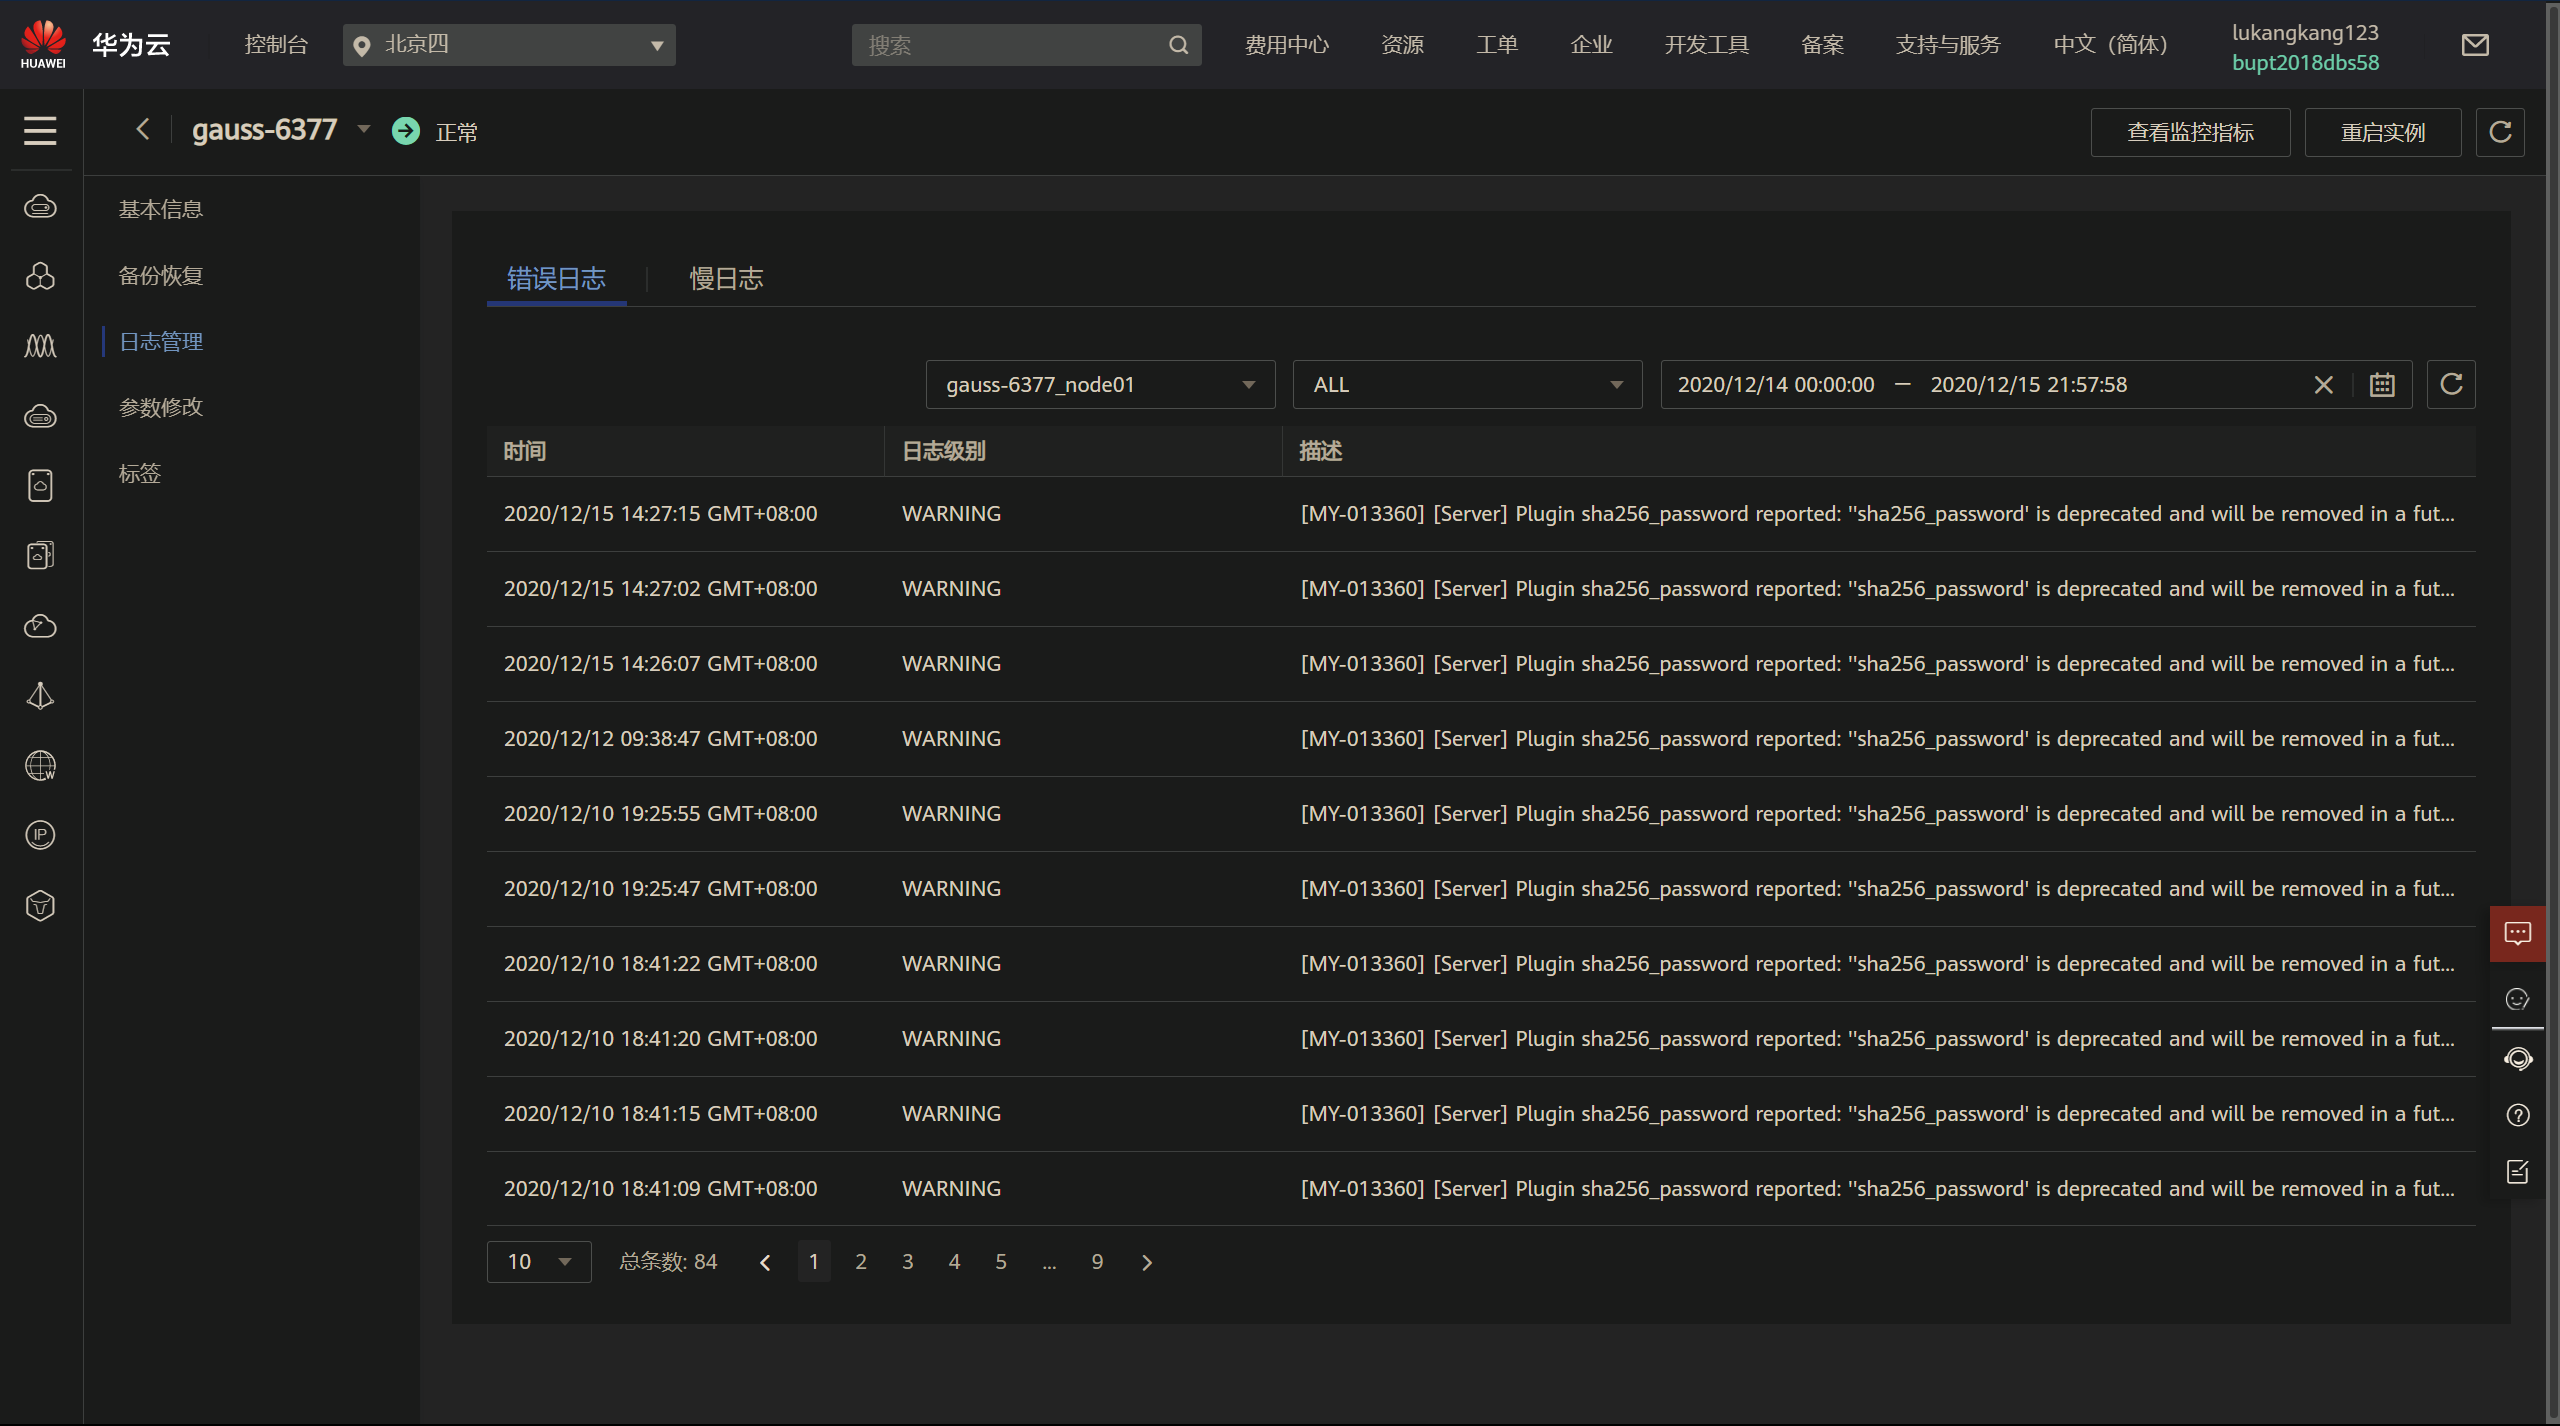 HUAWEI
华为云
控制台
北京四
搜索
费用中心
资源
工单
企业
开发工具
备案
支持与服务
中文（简体）
lukangkang123
bupt2018dbs58
gauss-6377
正常
查看监控指标
重启实例
基本信息
备份恢复
日志管理
参数修改
标签
错误日志
慢日志
gauss-6377_node01
ALL
2020/12/14 00:00:00 — 2020/12/15 21:57:58
时间 日志级别 描述
2020/12/15 14:27:15 GMT+08:00 WARNING [MY-013360] [Server] Plugin sha256_password reported: ''sha256_password' is deprecated and will be removed in a fut...
2020/12/15 14:27:02 GMT+08:00 WARNING [MY-013360] [Server] Plugin sha256_password reported: ''sha256_password' is deprecated and will be removed in a fut...
2020/12/15 14:26:07 GMT+08:00 WARNING [MY-013360] [Server] Plugin sha256_password reported: ''sha256_password' is deprecated and will be removed in a fut...
2020/12/12 09:38:47 GMT+08:00 WARNING [MY-013360] [Server] Plugin sha256_password reported: ''sha256_password' is deprecated and will be removed in a fut...
2020/12/10 19:25:55 GMT+08:00 WARNING [MY-013360] [Server] Plugin sha256_password reported: ''sha256_password' is deprecated and will be removed in a fut...
2020/12/10 19:25:47 GMT+08:00 WARNING [MY-013360] [Server] Plugin sha256_password reported: ''sha256_password' is deprecated and will be removed in a fut...
2020/12/10 18:41:22 GMT+08:00 WARNING [MY-013360] [Server] Plugin sha256_password reported: ''sha256_password' is deprecated and will be removed in a fut...
2020/12/10 18:41:20 GMT+08:00 WARNING [MY-013360] [Server] Plugin sha256_password reported: ''sha256_password' is deprecated and will be removed in a fut...
2020/12/10 18:41:15 GMT+08:00 WARNING [MY-013360] [Server] Plugin sha256_password reported: ''sha256_password' is deprecated and will be removed in a fut...
2020/12/10 18:41:09 GMT+08:00 WARNING [MY-013360] [Server] Plugin sha256_password reported: ''sha256_password' is deprecated and will be removed in a fut...
10 总条数: 84 1 2 3 4 5 ... 9
W
IP